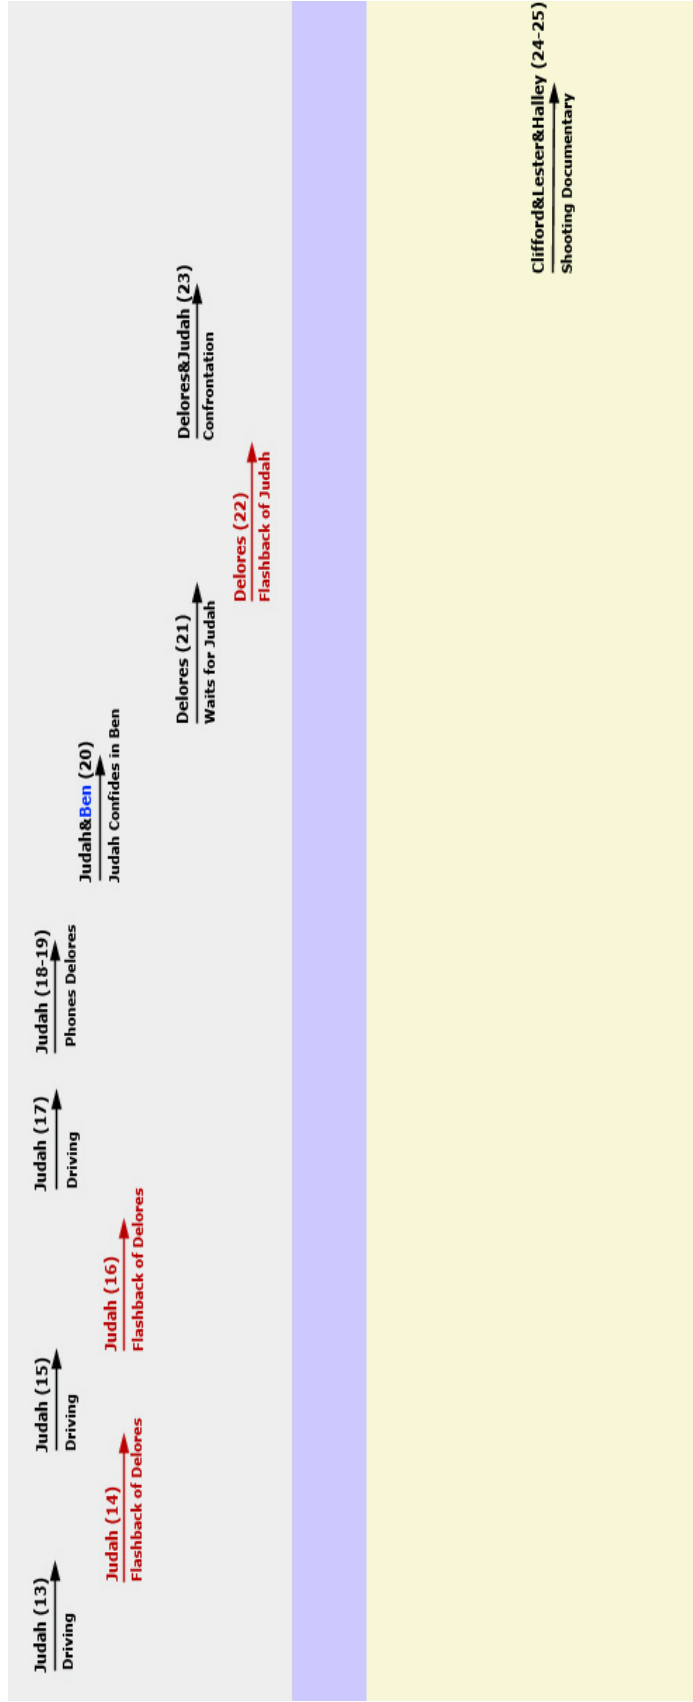 Judah (13)
Driving
Judah (14)
Flashback of Delores
Judah (15)
Driving
Judah (16)
Flashback of Delores
Judah (17)
Driving
Judah (18-19)
Phones Delores
Judah&Ben (20)
Judah Confides in Ben
Delores (21)
Waits for Judah
Delores (22)
Flashback of Judah
Delores&Judah (23)
Confrontation
Clifford&Lester&Halley (24-25)
Shooting Documentary